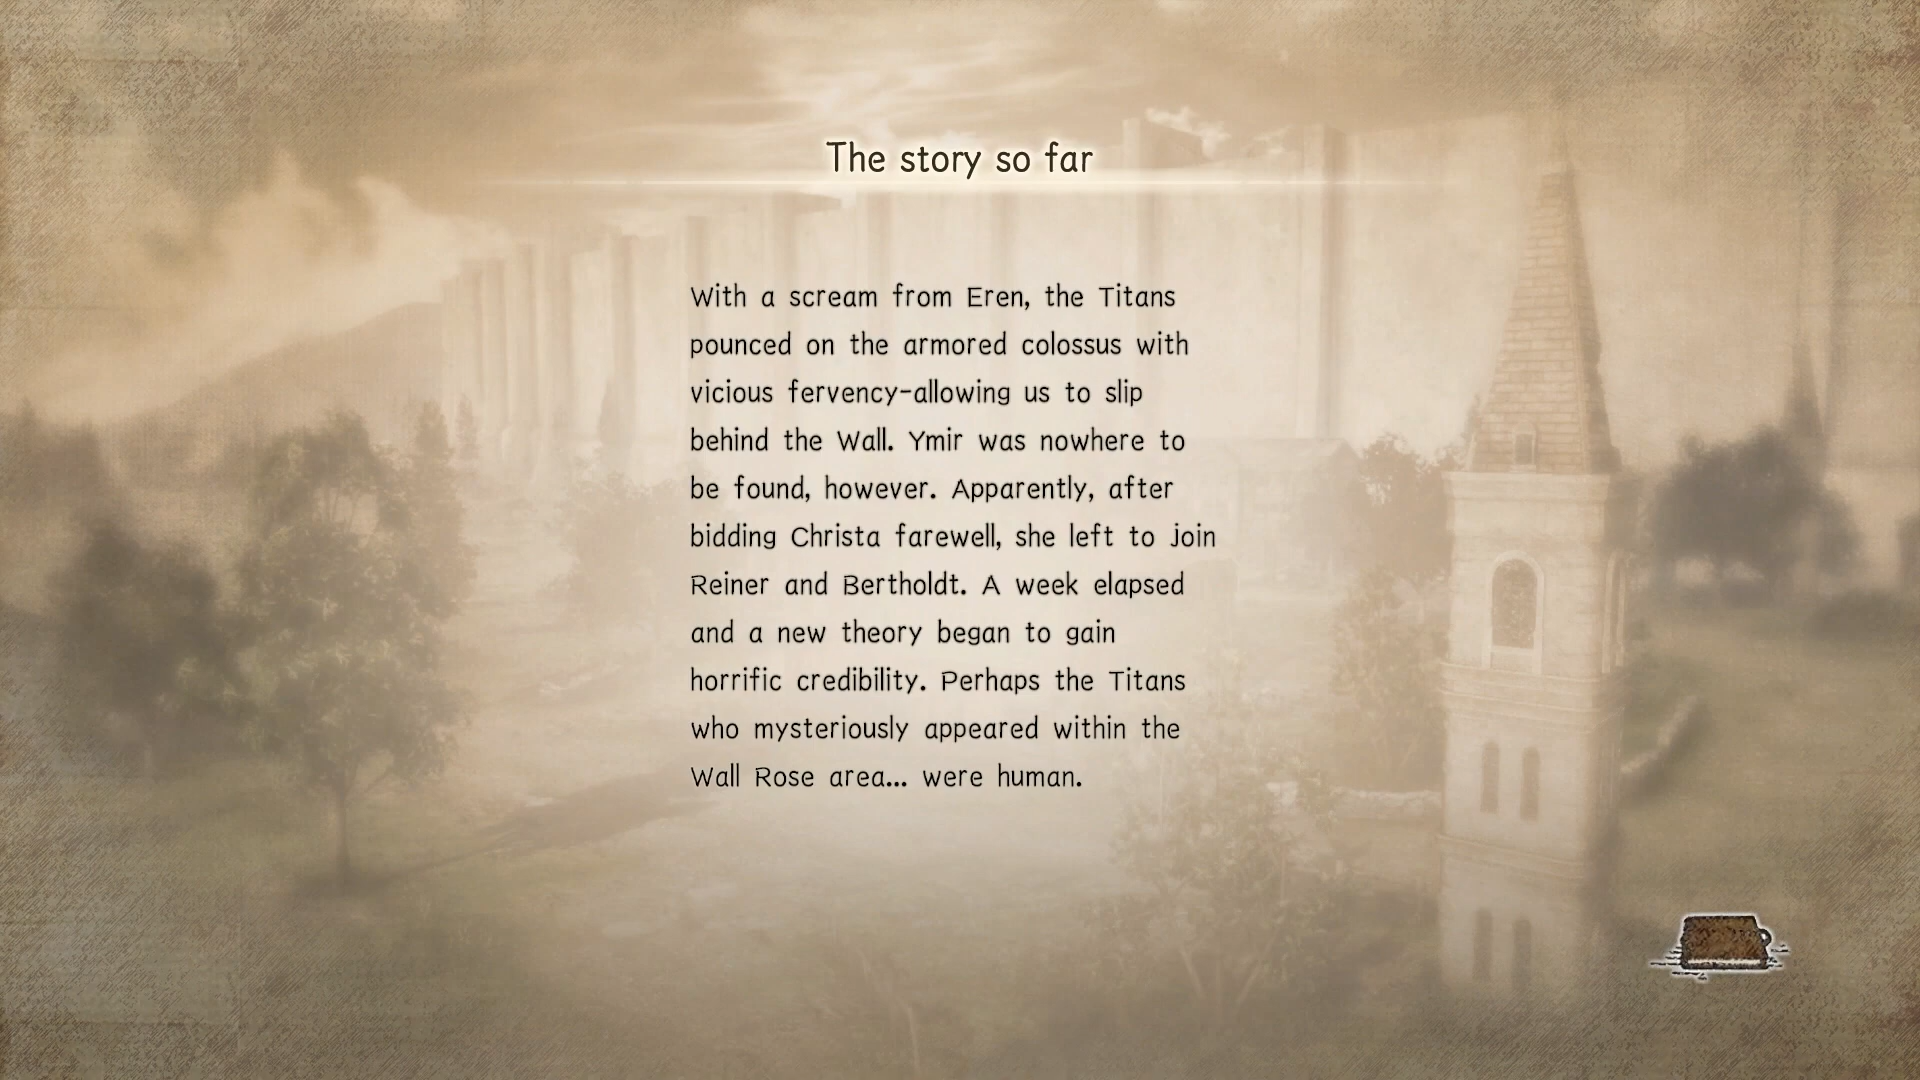 The story so far
With a scream from Eren, the Titans
pounced on the armored colossus with
vicious fervency-allowing us to slip
behind the Wall. Ymir was nowhere to
be found, however. Apparently, after
bidding Christa farewell, she left to join
Reiner and Bertholdt. A week elapsed
and a new theory began to gain
horrific credibility. Perhaps the Titans
who mysteriously appeared within the
Wall Rose area... were human.